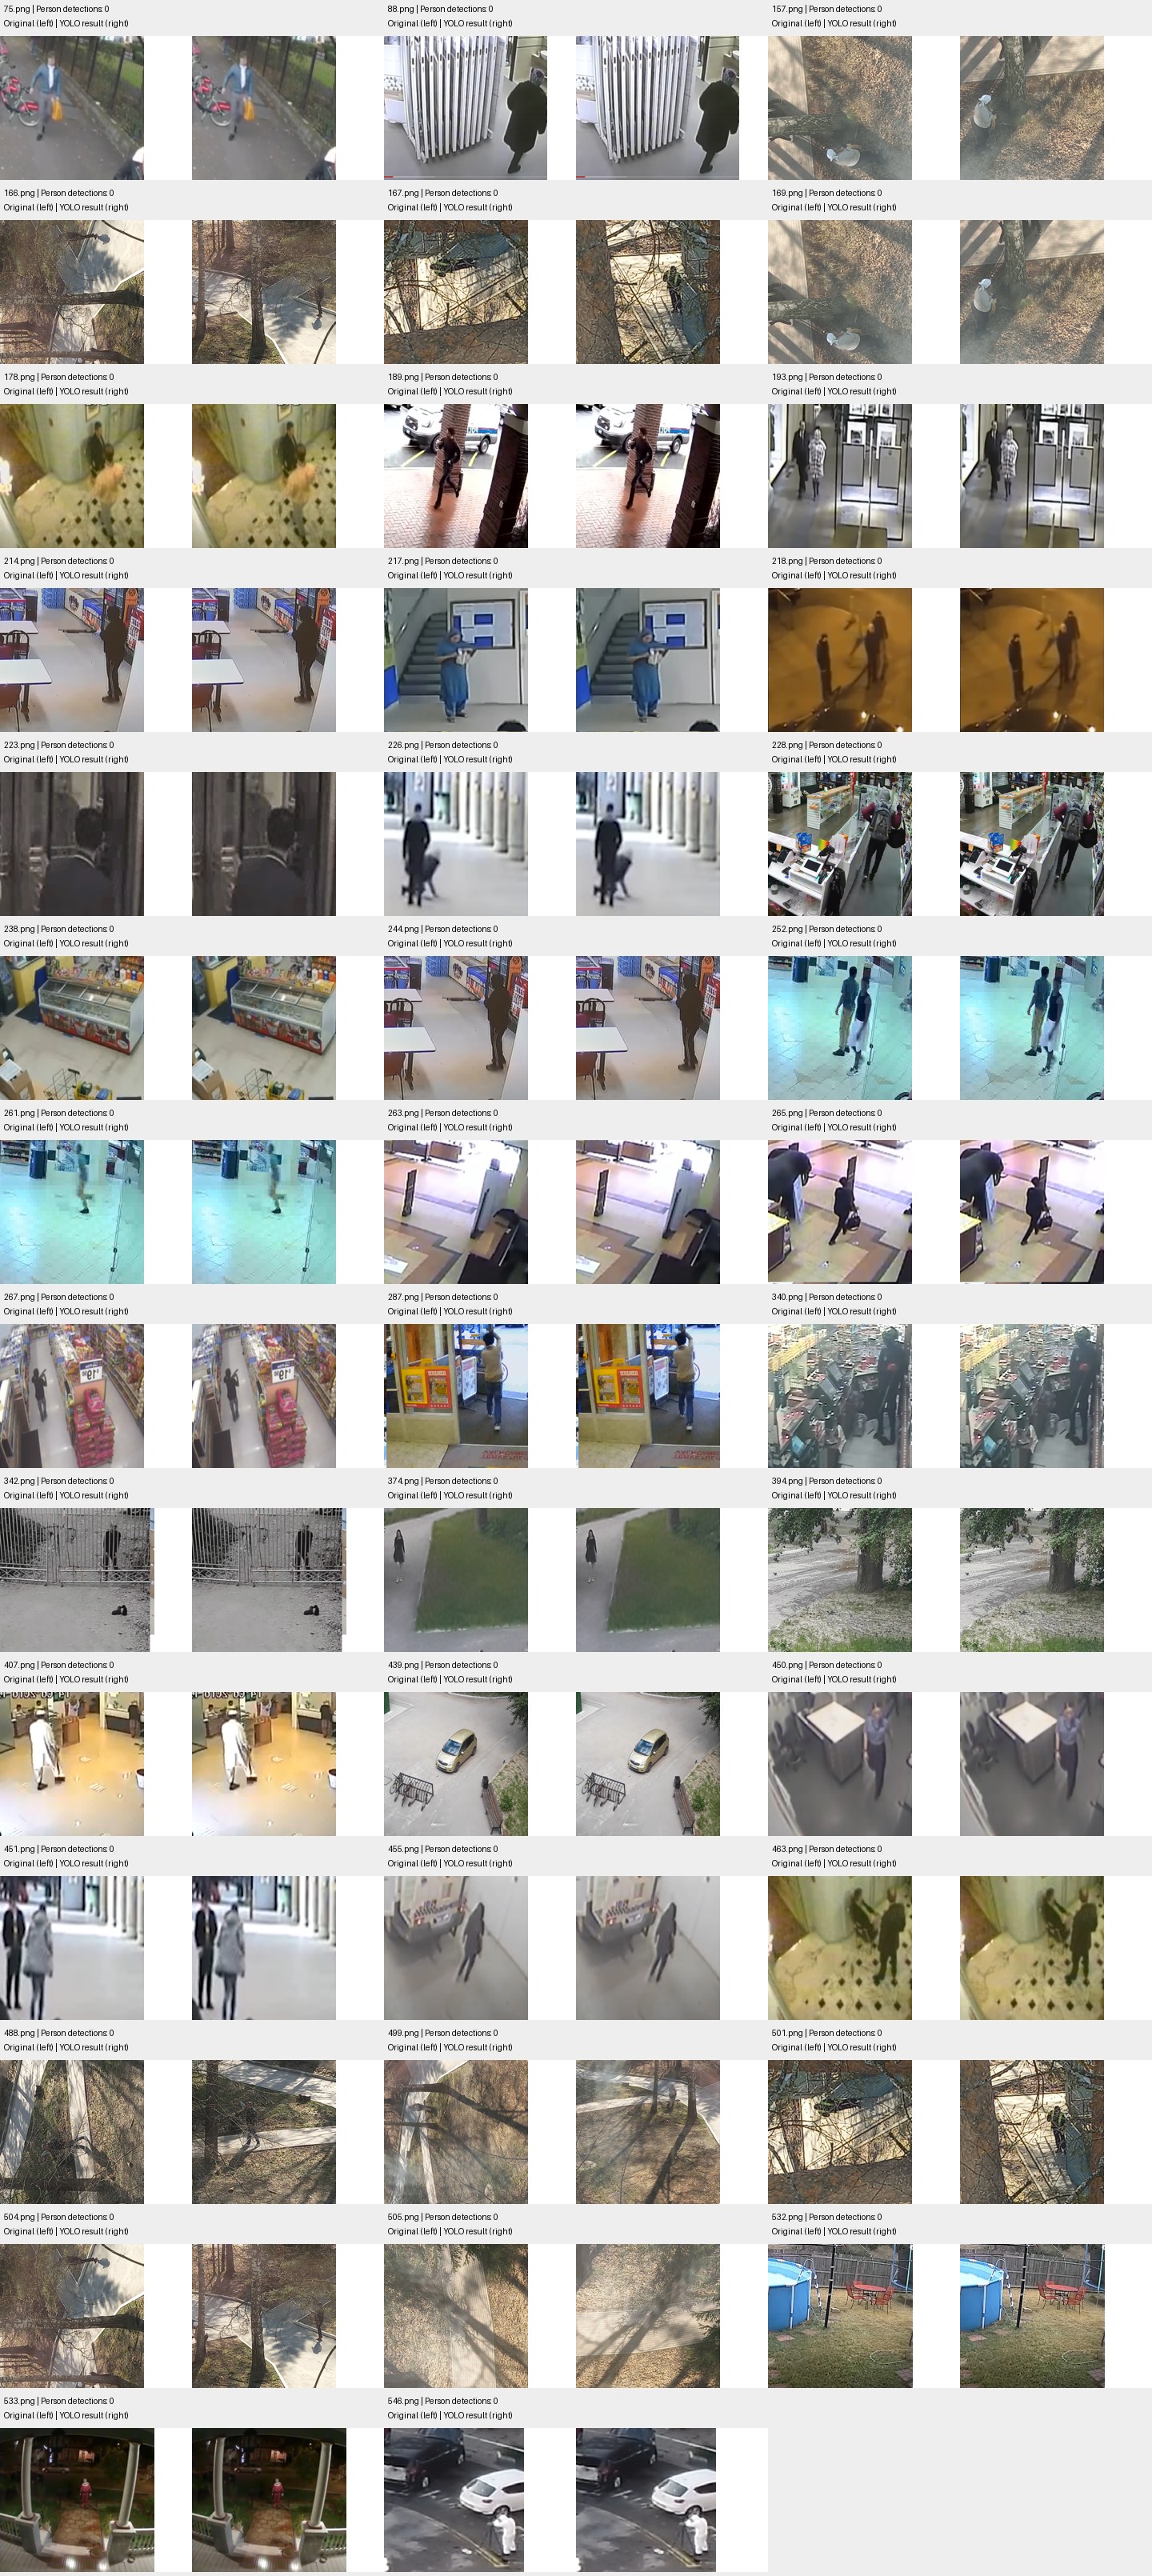 75.png | Person detections: 0
Original (left) | YOLO result (right)
88.png | Person detections: 0
Original (left) | YOLO result (right)
157.png | Person detections: 0
Original (left) | YOLO result (right)
166.png | Person detections: 0
Original (left) | YOLO result (right)
167.png | Person detections: 0
Original (left) | YOLO result (right)
169.png | Person detections: 0
Original (left) | YOLO result (right)
178.png | Person detections: 0
Original (left) | YOLO result (right)
189.png | Person detections: 0
Original (left) | YOLO result (right)
193.png | Person detections: 0
Original (left) | YOLO result (right)
214.png | Person detections: 0
Original (left) | YOLO result (right)
217.png | Person detections: 0
Original (left) | YOLO result (right)
218.png | Person detections: 0
Original (left) | YOLO result (right)
223.png | Person detections: 0
Original (left) | YOLO result (right)
226.png | Person detections: 0
Original (left) | YOLO result (right)
228.png | Person detections: 0
Original (left) | YOLO result (right)
238.png | Person detections: 0
Original (left) | YOLO result (right)
244.png | Person detections: 0
Original (left) | YOLO result (right)
252.png | Person detections: 0
Original (left) | YOLO result (right)
261.png | Person detections: 0
Original (left) | YOLO result (right)
263.png | Person detections: 0
Original (left) | YOLO result (right)
265.png | Person detections: 0
Original (left) | YOLO result (right)
267.png | Person detections: 0
Original (left) | YOLO result (right)
287.png | Person detections: 0
Original (left) | YOLO result (right)
340.png | Person detections: 0
Original (left) | YOLO result (right)
342.png | Person detections: 0
Original (left) | YOLO result (right)
374.png | Person detections: 0
Original (left) | YOLO result (right)
394.png | Person detections: 0
Original (left) | YOLO result (right)
407.png | Person detections: 0
Original (left) | YOLO result (right)
439.png | Person detections: 0
Original (left) | YOLO result (right)
450.png | Person detections: 0
Original (left) | YOLO result (right)
451.png | Person detections: 0
Original (left) | YOLO result (right)
455.png | Person detections: 0
Original (left) | YOLO result (right)
463.png | Person detections: 0
Original (left) | YOLO result (right)
488.png | Person detections: 0
Original (left) | YOLO result (right)
499.png | Person detections: 0
Original (left) | YOLO result (right)
501.png | Person detections: 0
Original (left) | YOLO result (right)
504.png | Person detections: 0
Original (left) | YOLO result (right)
505.png | Person detections: 0
Original (left) | YOLO result (right)
532.png | Person detections: 0
Original (left) | YOLO result (right)
533.png | Person detections: 0
Original (left) | YOLO result (right)
546.png | Person detections: 0
Original (left) | YOLO result (right)